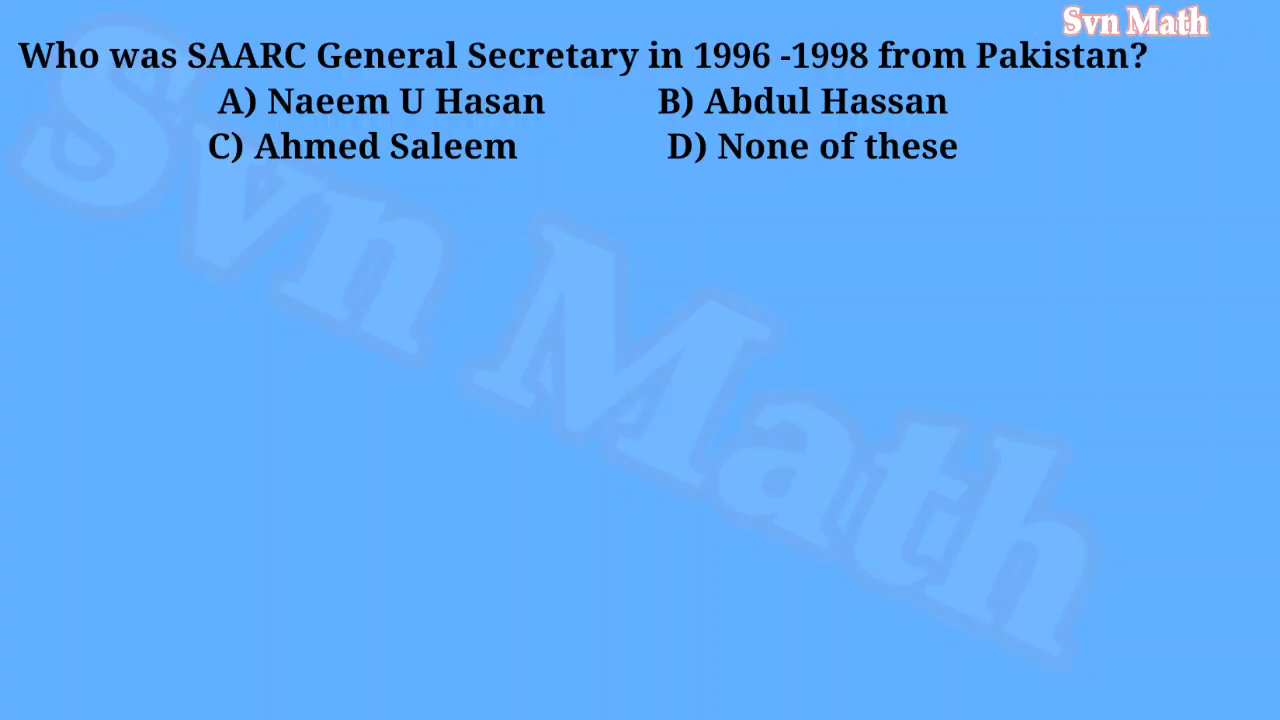 Svn Math
Who was SAARC General Secretary in 1996 -1998 from Pakistan?
A) Naeem U Hasan B) Abdul Hassan
C) Ahmed Saleem D) None of these
Svn Math